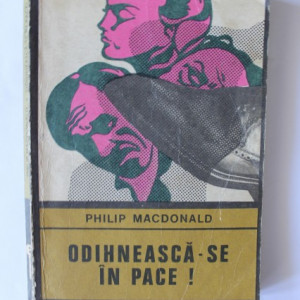 PHILIP MACDONALD
ODIHNEASCĂ-SE
ÎN PACE !